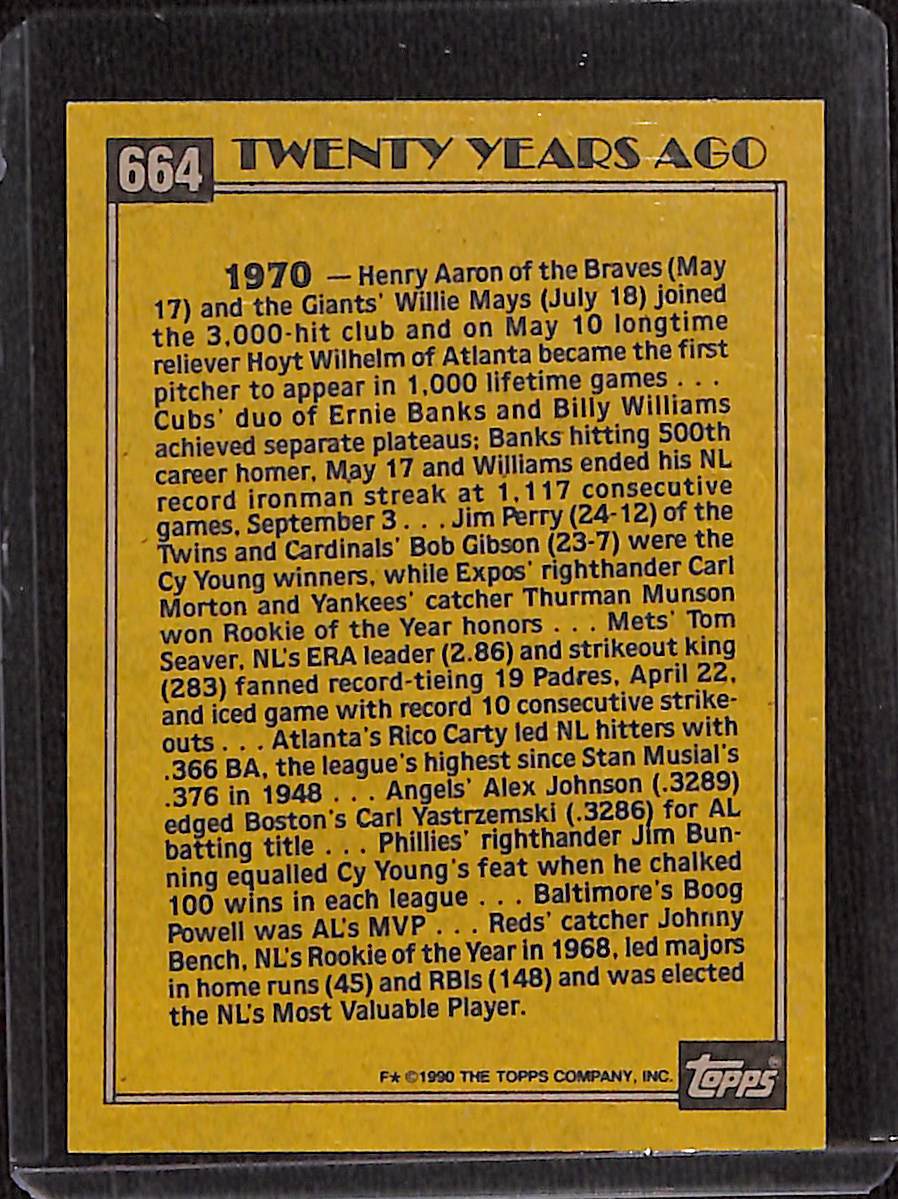 664 TWENTY YEARS AGO
1970 — Henry Aaron of the Braves (May
17) and the Giants' Willie Mays (July 18) joined
the 3,000-hit club and on May 10 longtime
reliever Hoyt Wilhelm of Atlanta became the first
pitcher to appear in 1,000 lifetime games . . .
Cubs' duo of Ernie Banks and Billy Williams
achieved separate plateaus; Banks hitting 500th
career homer, May 17 and Williams ended his NL
record ironman streak at 1,117 consecutive
games, September 3 . . . Jim Perry (24-12) of the
Twins and Cardinals' Bob Gibson (23-7) were the
Cy Young winners, while Expos' righthander Carl
Morton and Yankees' catcher Thurman Munson
won Rookie of the Year honors . . . Mets' Tom
Seaver, NL's ERA leader (2.86) and strikeout king
(283) fanned record-tieing 19 Padres, April 22,
and iced game with record 10 consecutive strike-
outs . . . Atlanta's Rico Carty led NL hitters with
.366 BA, the league's highest since Stan Musial's
.376 in 1948 . . . Angels' Alex Johnson (.3289)
edged Boston's Carl Yastrzemski (.3286) for AL
batting title . . . Phillies' righthander Jim Bun-
ning equalled Cy Young's feat when he chalked
100 wins in each league . . . Baltimore's Boog
Powell was AL's MVP . . . Reds' catcher Johnny
Bench, NL's Rookie of the Year in 1968, led majors
in home runs (45) and RBIs (148) and was elected
the NL's Most Valuable Player.
F★ ©1990 THE TOPPS COMPANY, INC. TOPPS®